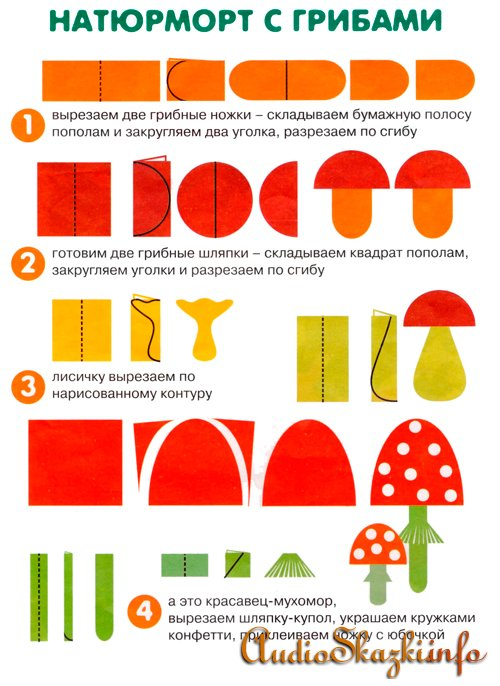 НАТЮРМОРТ С ГРИБАМИ
1 вырезаем две грибные ножки – складываем бумажную полосу
пополам и закругляем два уголка, разрезаем по сгибу
2 готовим две грибные шляпки – складываем квадрат пополам,
закругляем уголки и разрезаем по сгибу
3 лисичку вырезаем по
нарисованному контуру
4 а это красавец-мухомор,
вырезаем шляпку-купол, украшаем кружками
конфетти, приклеиваем ножку с юбочкой
AudioSkazki.info